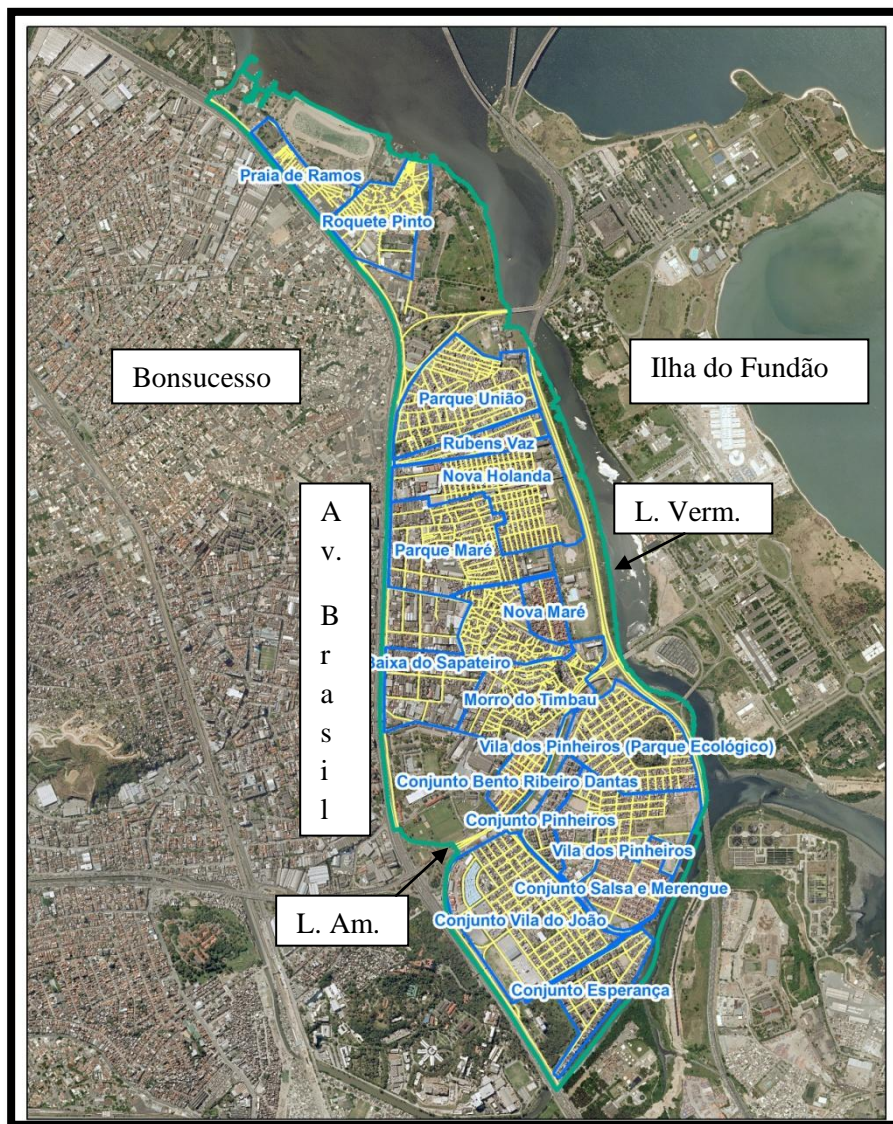 Praia de Ramos
Roquete Pinto
Bonsucesso
Ilha do Fundão
Parque União
Rubens Vaz
Nova Holanda
A
v.
B
r
a
s
i
l
L. Verm.
Parque Maré
Nova Maré
Baixa do Sapateiro
Morro do Timbau
Vila dos Pinheiros (Parque Ecológico)
Conjunto Bento Ribeiro Dantas
Conjunto Pinheiros
Vila dos Pinheiros
Conjunto Salsa e Merengue
L. Am.
Conjunto Vila do João
Conjunto Esperança